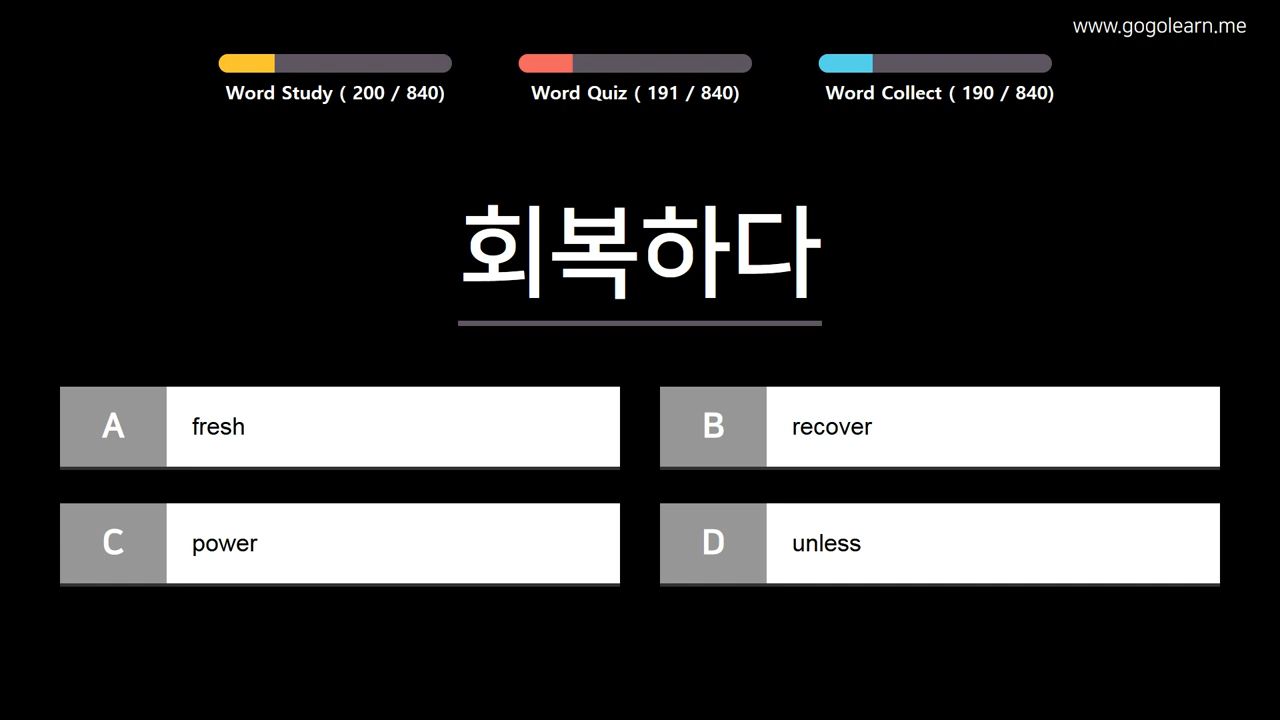 www.gogolearn.me
Word Study ( 200 / 840)
Word Quiz ( 191 / 840)
Word Collect ( 190 / 840)
회복하다
A fresh
B recover
C power
D unless